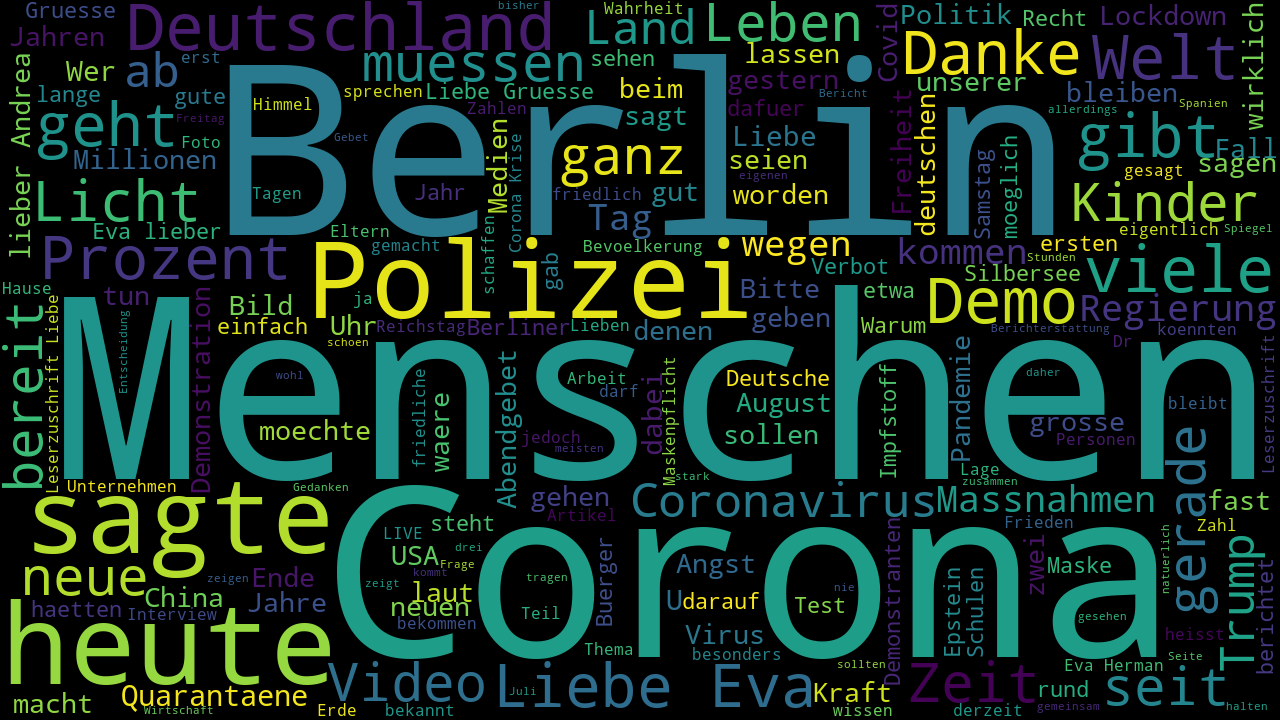 Gruesse
Deutschland
bisher
Wahrheit
Land
Leben
Covid
Politik
Recht
Lockdown
wirklich
Jahren
Wer
ab
erst
muessen
sehen
lassen
Danke
Welt
lieber Andrea
lange
gute
Himmel
sprechen
Liebe Gruesse
beim
gestern
unserer
bleiben
geht
Freitag
Foto
Gebet
Berlin
Zahlen
sagt
dafuer
Bericht
Freiheit
deutschen
allerdings
Spanien
gibt
Fall
Millionen
Medien
Corona Krise
ganz
Liebe
seien
eigenen
Samstag
moeglich
gesagt
sagen
Licht
Tagen
Jahr
friedlich
gut
worden
Kinder
Eva lieber
Eltern
gemacht
schaffen
Tag
Bevoelkerung
wegen
kommen
ersten
eigentlich
Spiegel
Prozent
Polizei
gab
Verbot
Stunden
Silbersee
viele
Hause
tun
Bild
ja
Bitte
etwa
Demo
Regierung
bereit
Leserzuschrift Liebe
Entscheidung
Demonstration
einfach
Uhr
Reichstag
Berliner
Lieben
denen
geben
Warum
Berichterstattung
koennten
Dr
schoen
Menschen
wohl
friedliche
waere
Abendgebet
Arbeit
darf
dabei
Maskenpflicht
Deutsche
August
Impfstoff
Pandemie
daher
bleibt
Leserzuschrift
moechte
jedoch
meisten
sollen
grosse
Personen
Lage
zusammen
stark
Unternehmen
Gedanken
gehen
Coronavirus
Massnahmen
gerade
fast
sagte
Artikel
steht
LIVE
Frieden
Zahl
neue
USA
drei
Frage
Buerger
Angst
Demonstranten
zwei
Maske
natuerlich
Trump
berichtet
zeigen
Ende
zeigt
kommt
tragen
nie
Epstein
Schulen
China
Jahre
laut
neuen
U
darauf
Test
haetten
Interview
bekommen
Teil
gesehen
heute
Corona
Virus
heisst
Thema
besonders
sollten
Eva Herman
Seite
Video
Liebe Eva
Juli
Kraft
Zeit
rund
seit
macht
Quarantaene
Wirtschaft
Erde
bekannt
wissen
derzeit
gemeinsam
halten